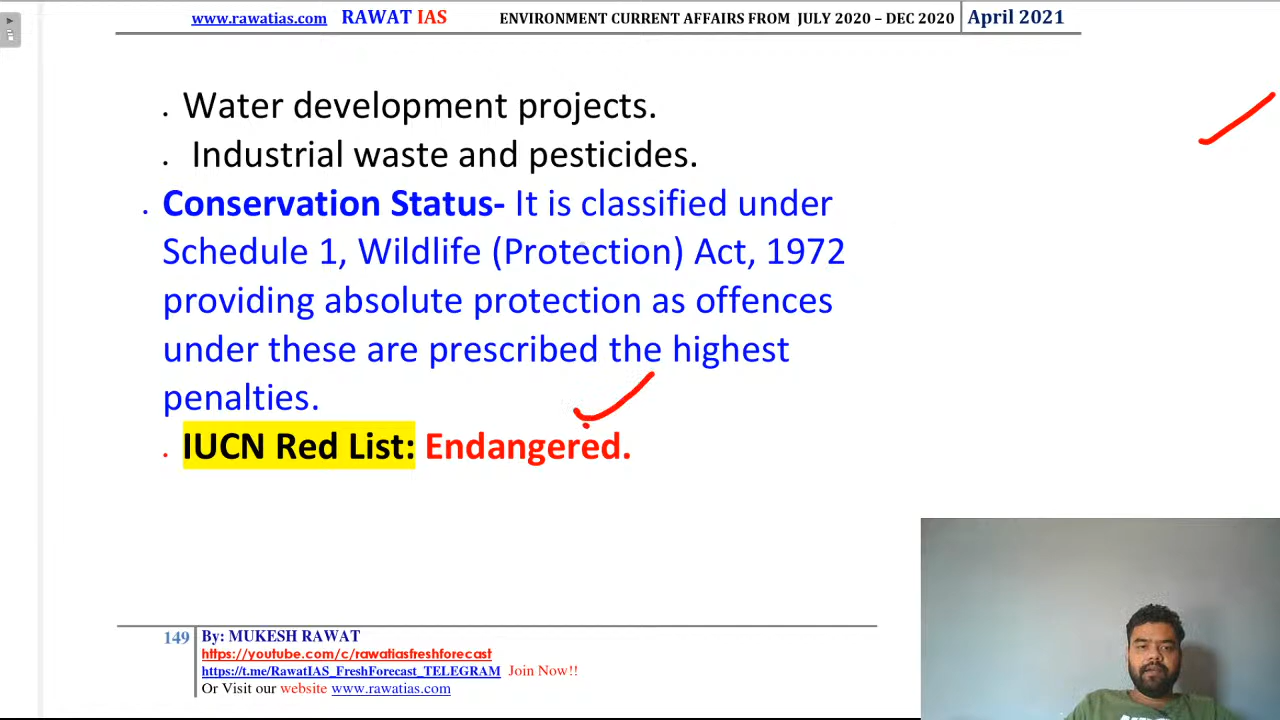 www.rawatias.com RAWAT IAS ENVIRONMENT CURRENT AFFAIRS FROM JULY 2020 – DEC 2020 April 2021
• Water development projects.
• Industrial waste and pesticides.
• Conservation Status- It is classified under
Schedule 1, Wildlife (Protection) Act, 1972
providing absolute protection as offences
under these are prescribed the highest
penalties.
• IUCN Red List: Endangered.
149 By: MUKESH RAWAT
https://youtube.com/c/rawatiasfreshforecast
https://t.me/RawatIAS_FreshForecast_TELEGRAM Join Now!!
Or Visit our website www.rawatias.com